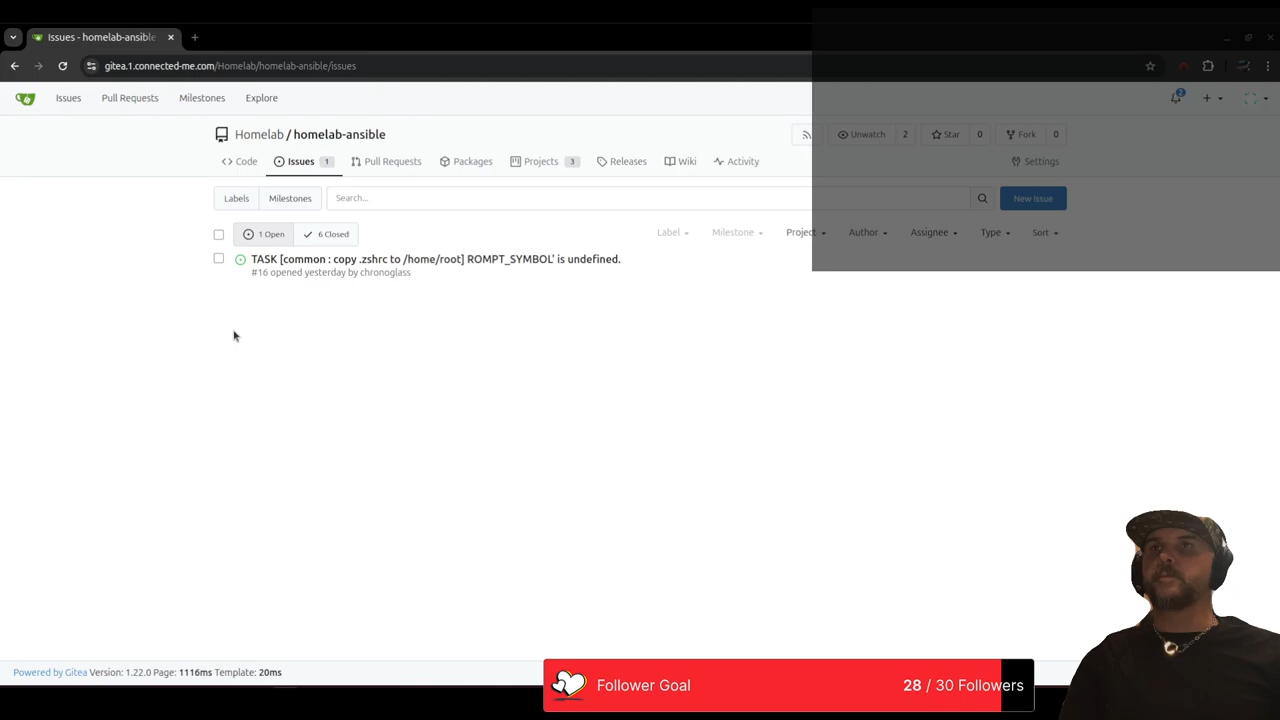 Issues - homelab-ansible
gitea.1.connected-me.com/Homelab/homelab-ansible/issues
Issues
Pull Requests
Milestones
Explore
2
Homelab / homelab-ansible
Unwatch 2
Star 0
Fork 0
Code
Issues 1
Pull Requests
Packages
Projects 3
Releases
Wiki
Activity
Settings
Labels
Milestones
Search...
New Issue
1 Open
6 Closed
Label
Milestone
Project
Author
Assignee
Type
Sort
TASK [common : copy .zshrc to /home/root] ROMPT_SYMBOL' is undefined.
#16 opened yesterday by chronoglass
Powered by Gitea Version: 1.22.0 Page: 1116ms Template: 20ms
Follower Goal
28 / 30 Followers